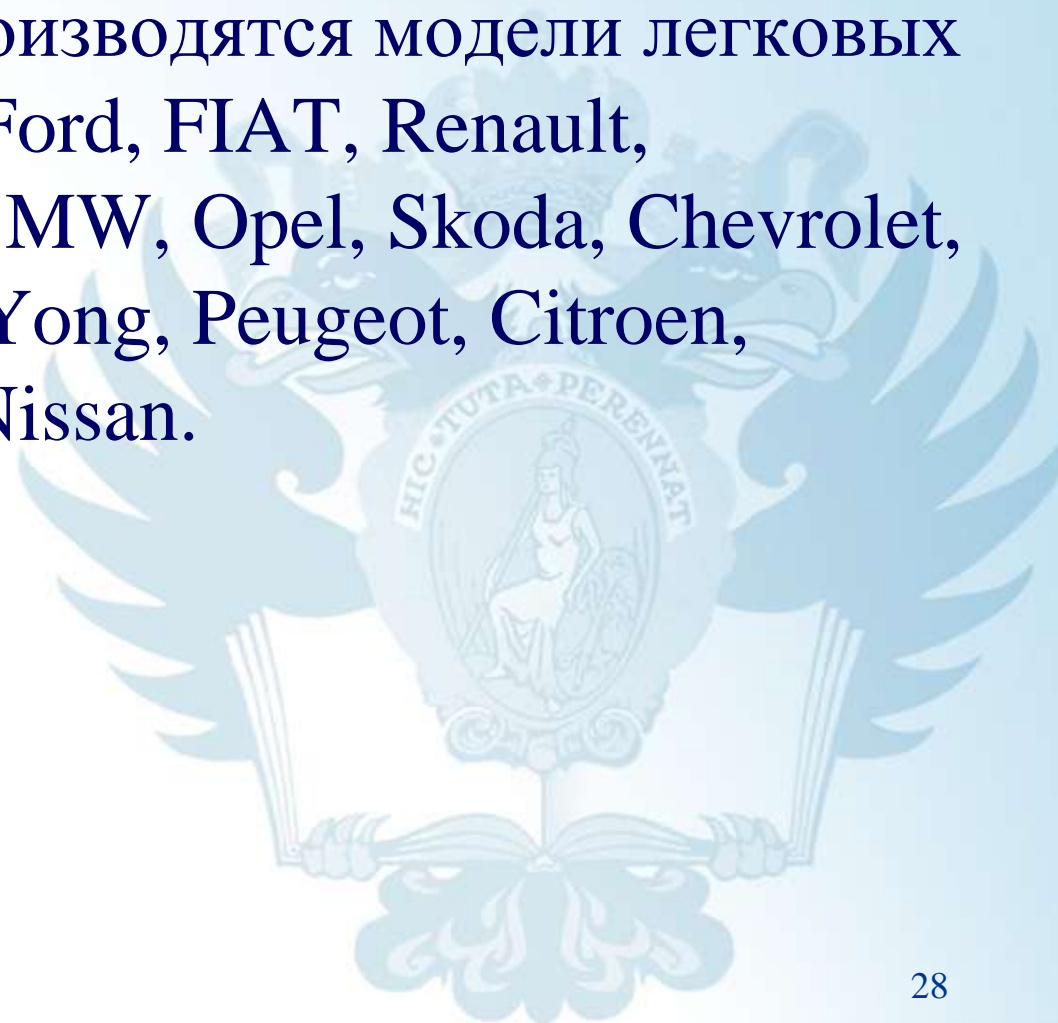 оизводятся модели легковых
Ford, FIAT, Renault,
MW, Opel, Skoda, Chevrolet,
Yong, Peugeot, Citroen,
Nissan.
HIC•TUTA•PERENNAT
28